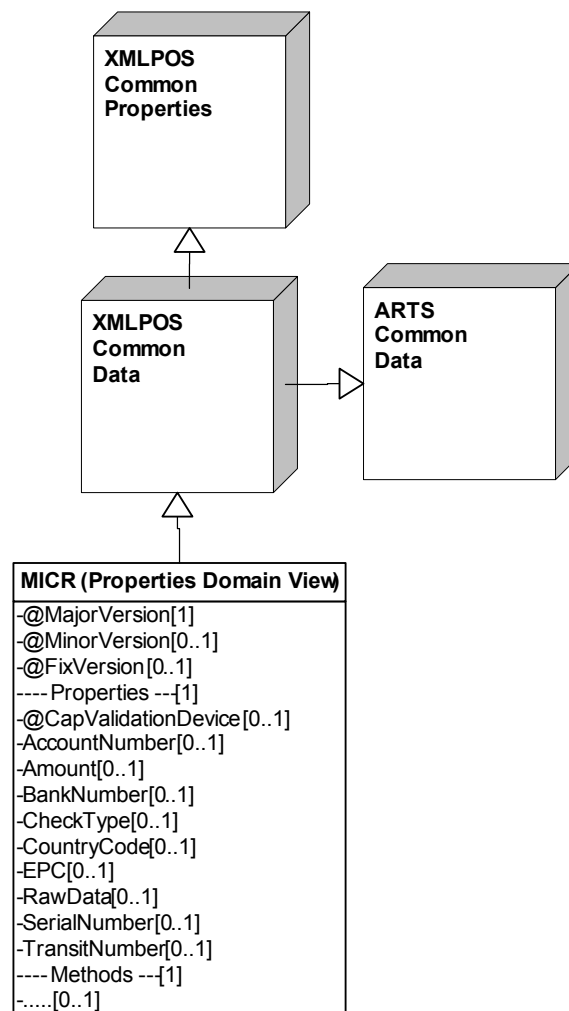 XMLPOS
Common
Properties
XMLPOS
Common
Data
ARTS
Common
Data
MICR (Properties Domain View)
-@MajorVersion[1]
-@MinorVersion[0..1]
-@FixVersion[0..1]
---- Properties ---[1]
-@CapValidationDevice[0..1]
-AccountNumber[0..1]
-Amount[0..1]
-BankNumber[0..1]
-CheckType[0..1]
-CountryCode[0..1]
-EPC[0..1]
-RawData[0..1]
-SerialNumber[0..1]
-TransitNumber[0..1]
---- Methods ---[1]
-.....[0..1]